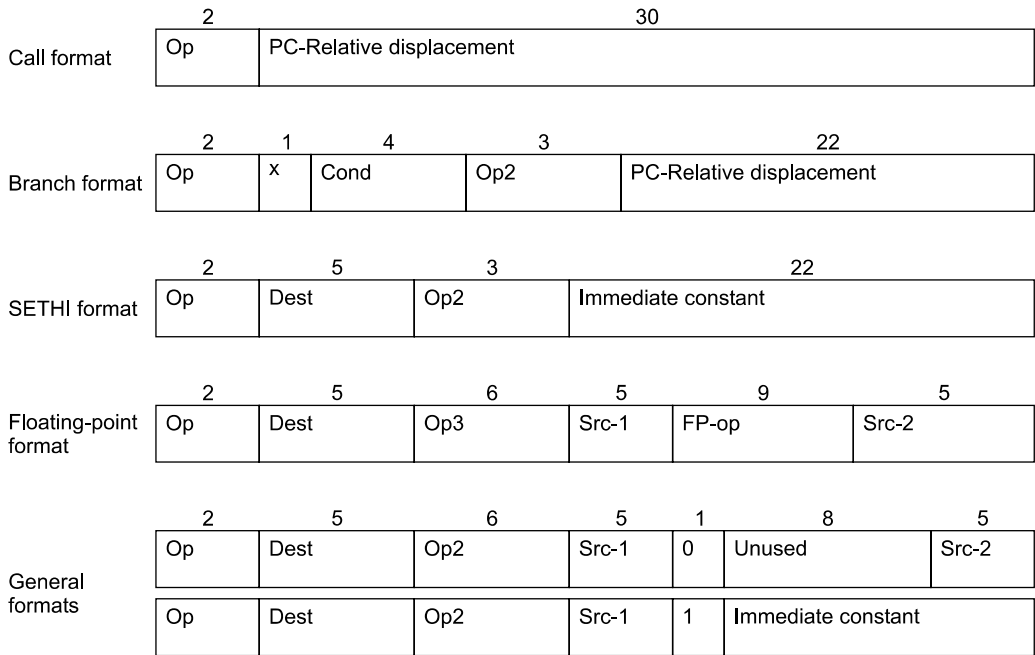 2 30
Call format Op PC-Relative displacement
2 1 4 3 22
Branch format Op x Cond Op2 PC-Relative displacement
2 5 3 22
SETHI format Op Dest Op2 Immediate constant
2 5 6 5 9 5
Floating-point
format
Op Dest Op3 Src-1 FP-op Src-2
2 5 6 5 1 8 5
Op Dest Op2 Src-1 0 Unused Src-2
General
formats
Op Dest Op2 Src-1 1 Immediate constant